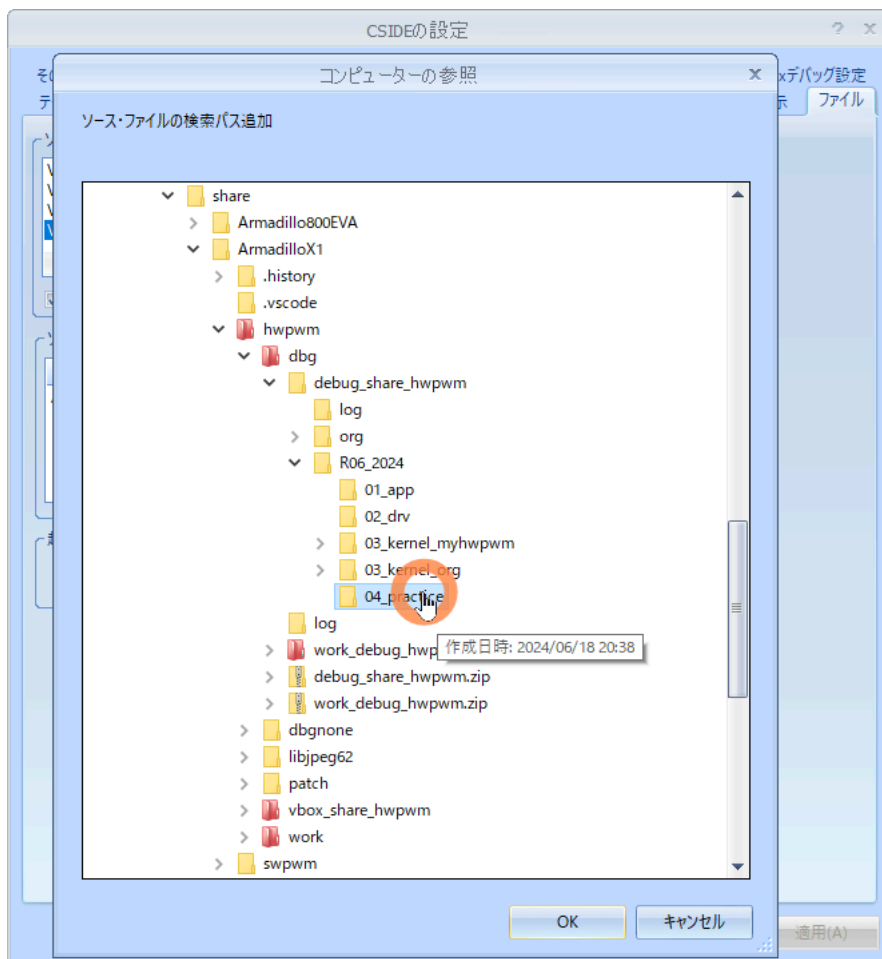 CSIDEの設定
コンピューターの参照
xデバッグ設定
ファイル
ソース・ファイルの検索パス追加
share
Armadillo800EVA
ArmadilloX1
.history
.vscode
hwpwm
dbg
debug_share_hwpwm
log
org
R06_2024
01_app
02_drv
03_kernel_myhwpwm
03_kernel_org
04_practice
log
work_debug_hwp
作成日時: 2024/06/18 20:38
debug_share_hwpwm.zip
work_debug_hwpwm.zip
dbgnone
libjpeg62
patch
vbox_share_hwpwm
work
swpwm
OK
キャンセル
適用(A)